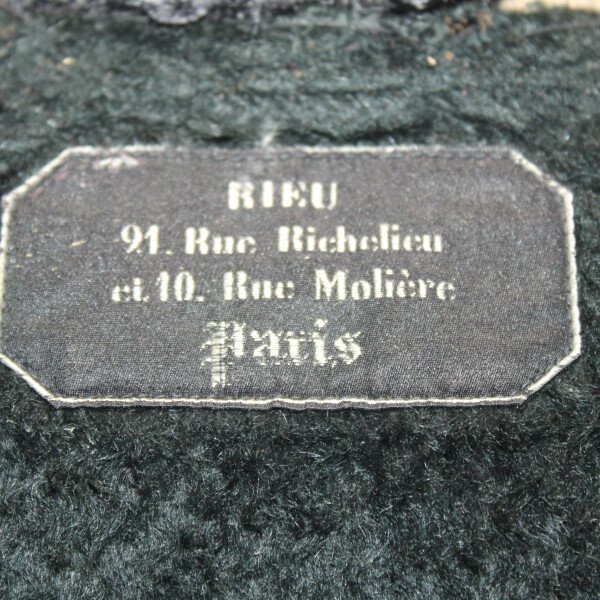 RIEU
91. Rue Richelieu
et 10. Rue Molière
Paris